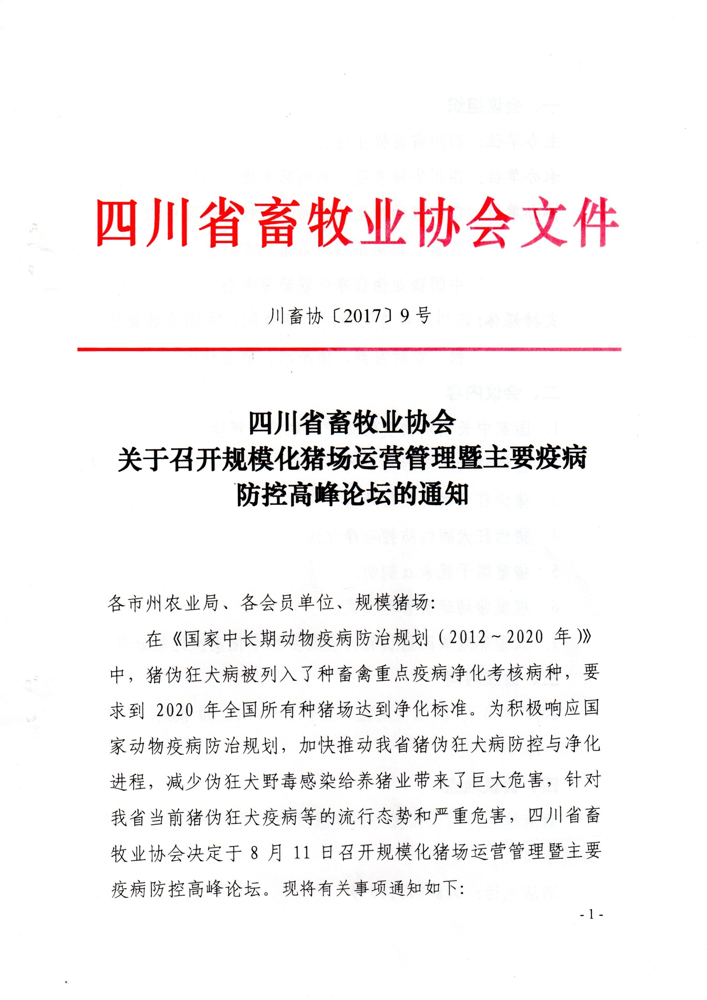 四川省畜牧业协会文件
川畜协〔2017〕9号
四川省畜牧业协会
关于召开规模化猪场运营管理暨主要疫病
防控高峰论坛的通知
各市州农业局、各会员单位、规模猪场：
在《国家中长期动物疫病防治规划（2012～2020 年）》
中，猪伪狂犬病被列入了种畜禽重点疫病净化考核病种，要
求到 2020 年全国所有种猪场达到净化标准。为积极响应国
家动物疫病防治规划，加快推动我省猪伪狂犬病防控与净化
进程，减少伪狂犬野毒感染给养猪业带来了巨大危害，针对
我省当前猪伪狂犬疫病等的流行态势和严重危害，四川省畜
牧业协会决定于 8 月 11 日召开规模化猪场运营管理暨主要
疫病防控高峰论坛。现将有关事项通知如下：
- 1 -